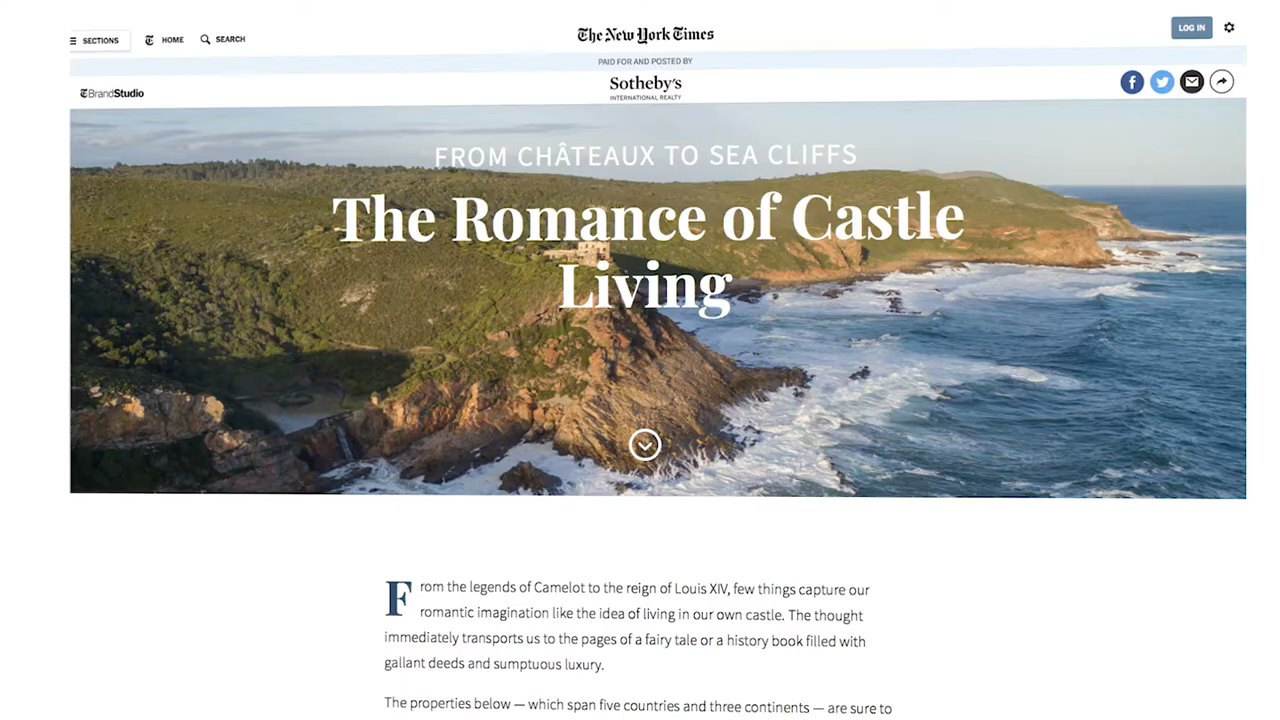 SECTIONS HOME SEARCH The New York Times LOG IN
PAID FOR AND POSTED BY
TBrandStudio Sotheby's
INTERNATIONAL REALTY
FROM CHÂTEAUX TO SEA CLIFFS
The Romance of Castle
Living
From the legends of Camelot to the reign of Louis XIV, few things capture our
romantic imagination like the idea of living in our own castle. The thought
immediately transports us to the pages of a fairy tale or a history book filled with
gallant deeds and sumptuous luxury.
The properties below — which span five countries and three continents — are sure to